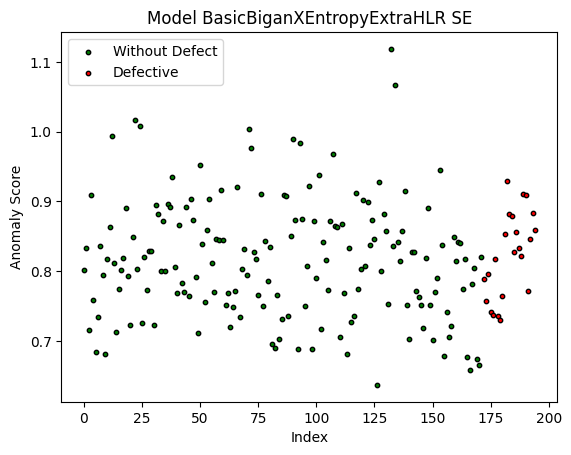 Model BasicBiganXEntropyExtraHLR SE
Without Defect
Defective
Anomaly Score
1.1
1.0
0.9
0.8
0.7
0 25 50 75 100 125 150 175 200
Index